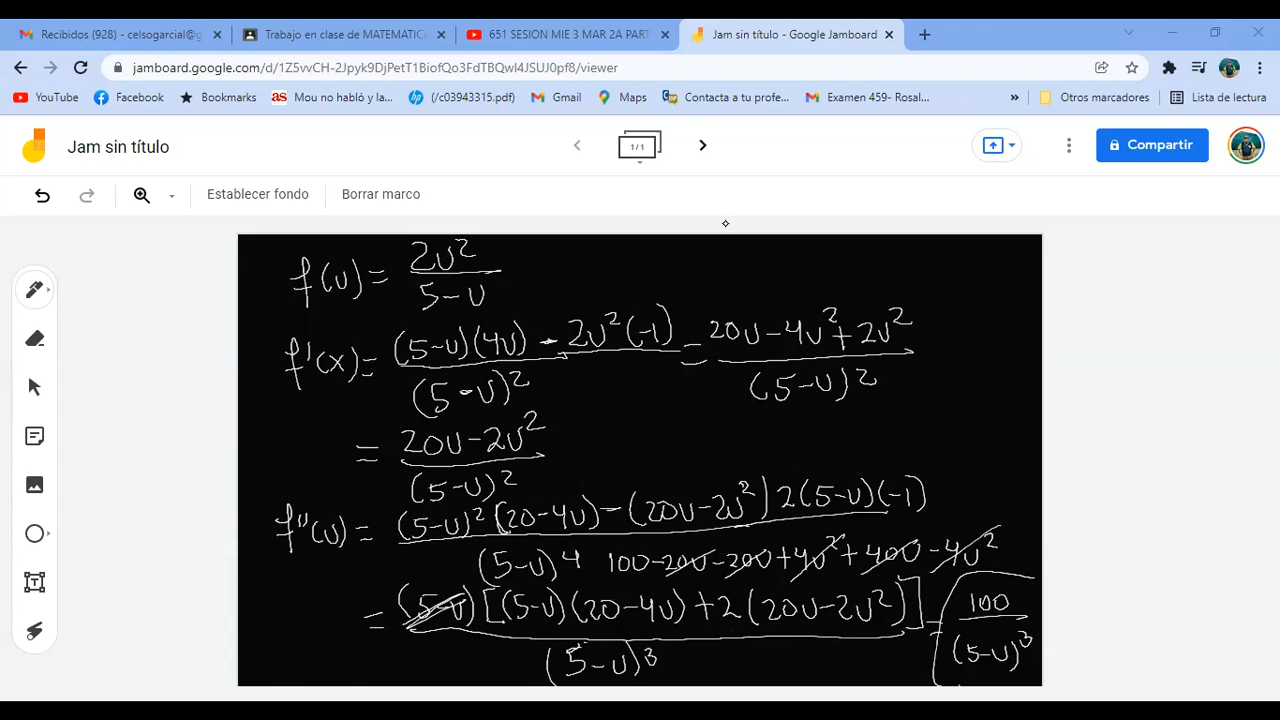 Recibidos (928) - celsogarcial@g
Trabajo en clase de MATEMATICA
651 SESION MIE 3 MAR 2A PART
Jam sin título - Google Jamboard
jamboard.google.com/d/1Z5vvCH-2Jpyk9DjPetT1BiofQo3FdTBQwI4JSUJ0pf8/viewer
YouTube Facebook Bookmarks as Mou no habló y la... (/c03943315.pdf) Gmail Maps Contacta a tu profe... Examen 459- Rosal... » Otros marcadores Lista de lectura
Jam sin título
1/1
Compartir
Establecer fondo Borrar marco
f(u) = 2u² / 5-u
f'(x) = (5-u)(4u) - 2u²(-1) / (5-u)² = 20u - 4u² + 2u² / (5-u)²
= 20u - 2u² / (5-u)²
f''(u) = (5-u)² (20-4u) - (20u-2u²) 2(5-u)(-1) / (5-u)4
100 - 20u - 20u + 4u² + 40u - 4u²
= (5-u) [(5-u)(20-4u) + 2(20u-2u²)] / (5-u)3 = 100 / (5-u)³